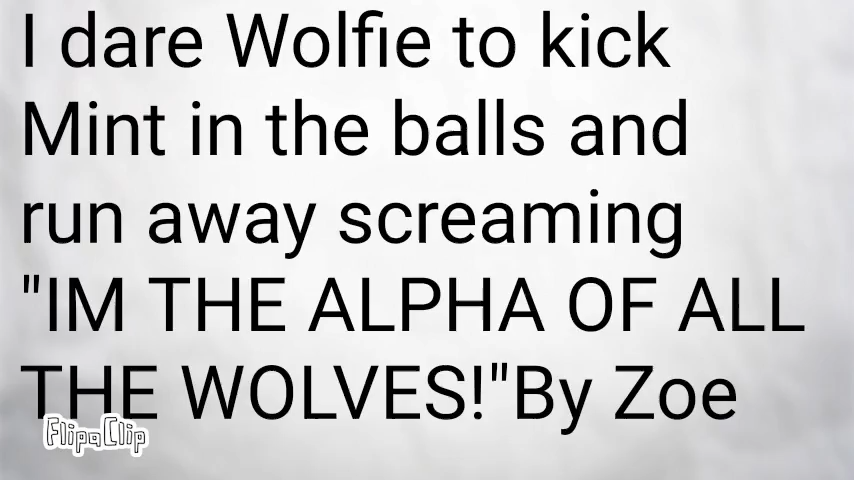 I dare Wolfie to kick
Mint in the balls and
run away screaming
"IM THE ALPHA OF ALL
THE WOLVES!"By Zoe
FlipaClip